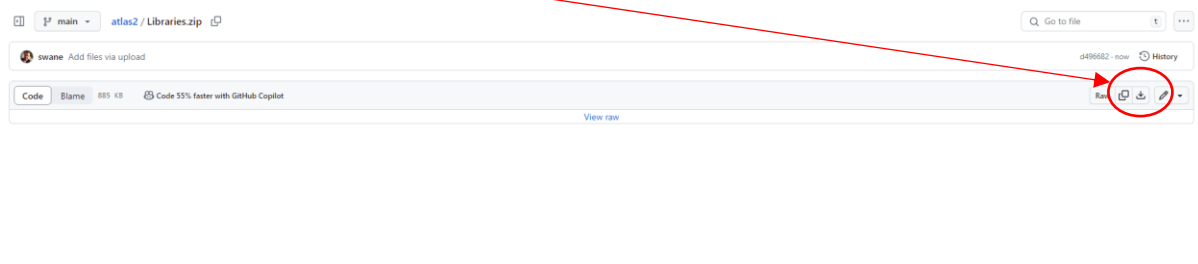 main atlas2 / Libraries.zip Go to file t
swane Add files via upload d496682 · now History
Code Blame 885 KB Code 55% faster with GitHub Copilot Raw
View raw